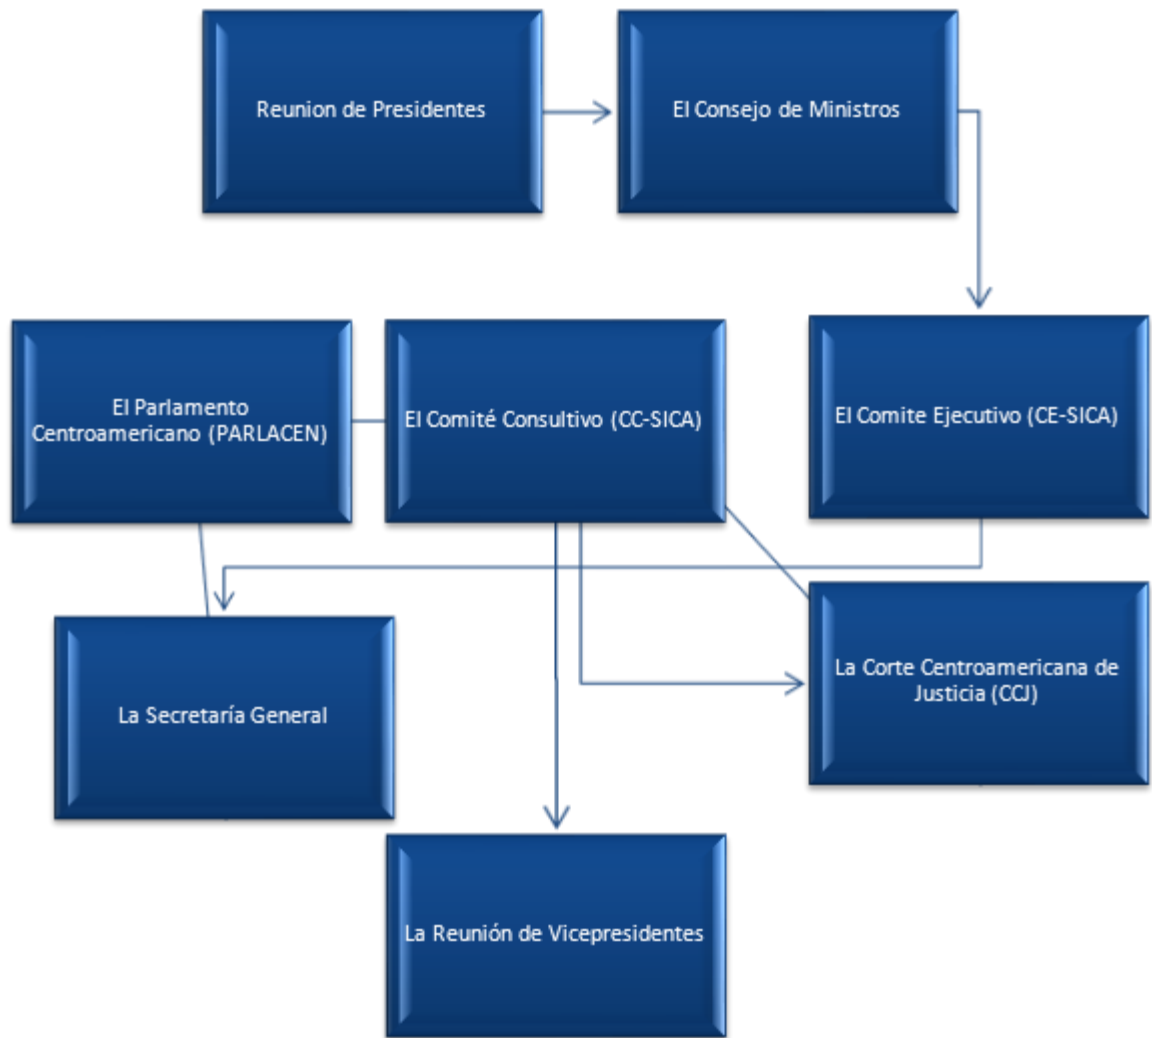 Reunion de Presidentes
El Consejo de Ministros
El Parlamento
Centroamericano (PARLACEN)
El Comité Consultivo (CC-SICA)
El Comite Ejecutivo (CE-SICA)
La Secretaría General
La Corte Centroamericana de
Justicia (CCJ)
La Reunión de Vicepresidentes